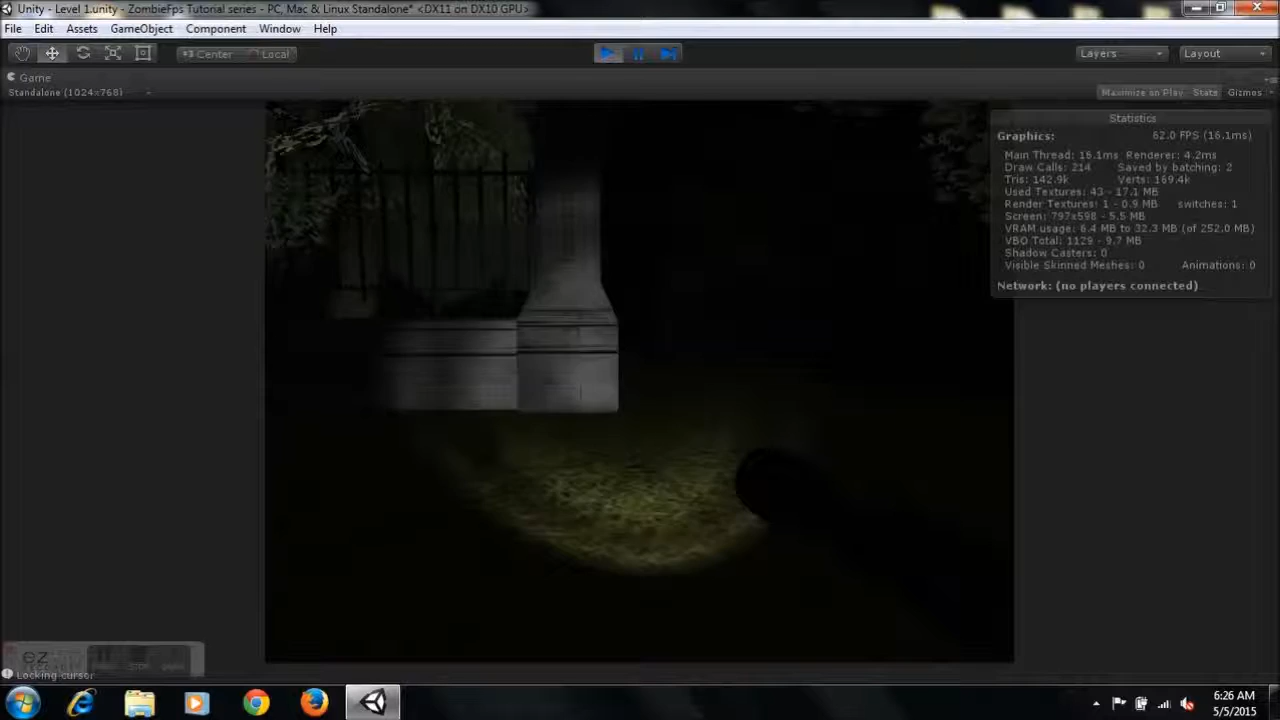 Unity - Level 1.unity - ZombieFps Tutorial series - PC, Mac & Linux Standalone* <DX11 on DX10 GPU>
File Edit Assets GameObject Component Window Help
Center Local
Layers Layout
Game
Standalone (1024x768)
Maximize on Play Stats Gizmos
Statistics
Graphics: 62.0 FPS (16.1ms)
Main Thread: 16.1ms Renderer: 4.2ms
Draw Calls: 214 Saved by batching: 2
Tris: 142.9k Verts: 169.4k
Used Textures: 43 - 17.1 MB
Render Textures: 1 - 0.9 MB switches: 1
Screen: 797x598 - 5.5 MB
VRAM usage: 6.4 MB to 32.3 MB (of 252.0 MB)
VBO Total: 1129 - 9.7 MB
Shadow Casters: 0
Visible Skinned Meshes: 0 Animations: 0
Network: (no players connected)
ez
Locking cursor
6:26 AM
5/5/2015